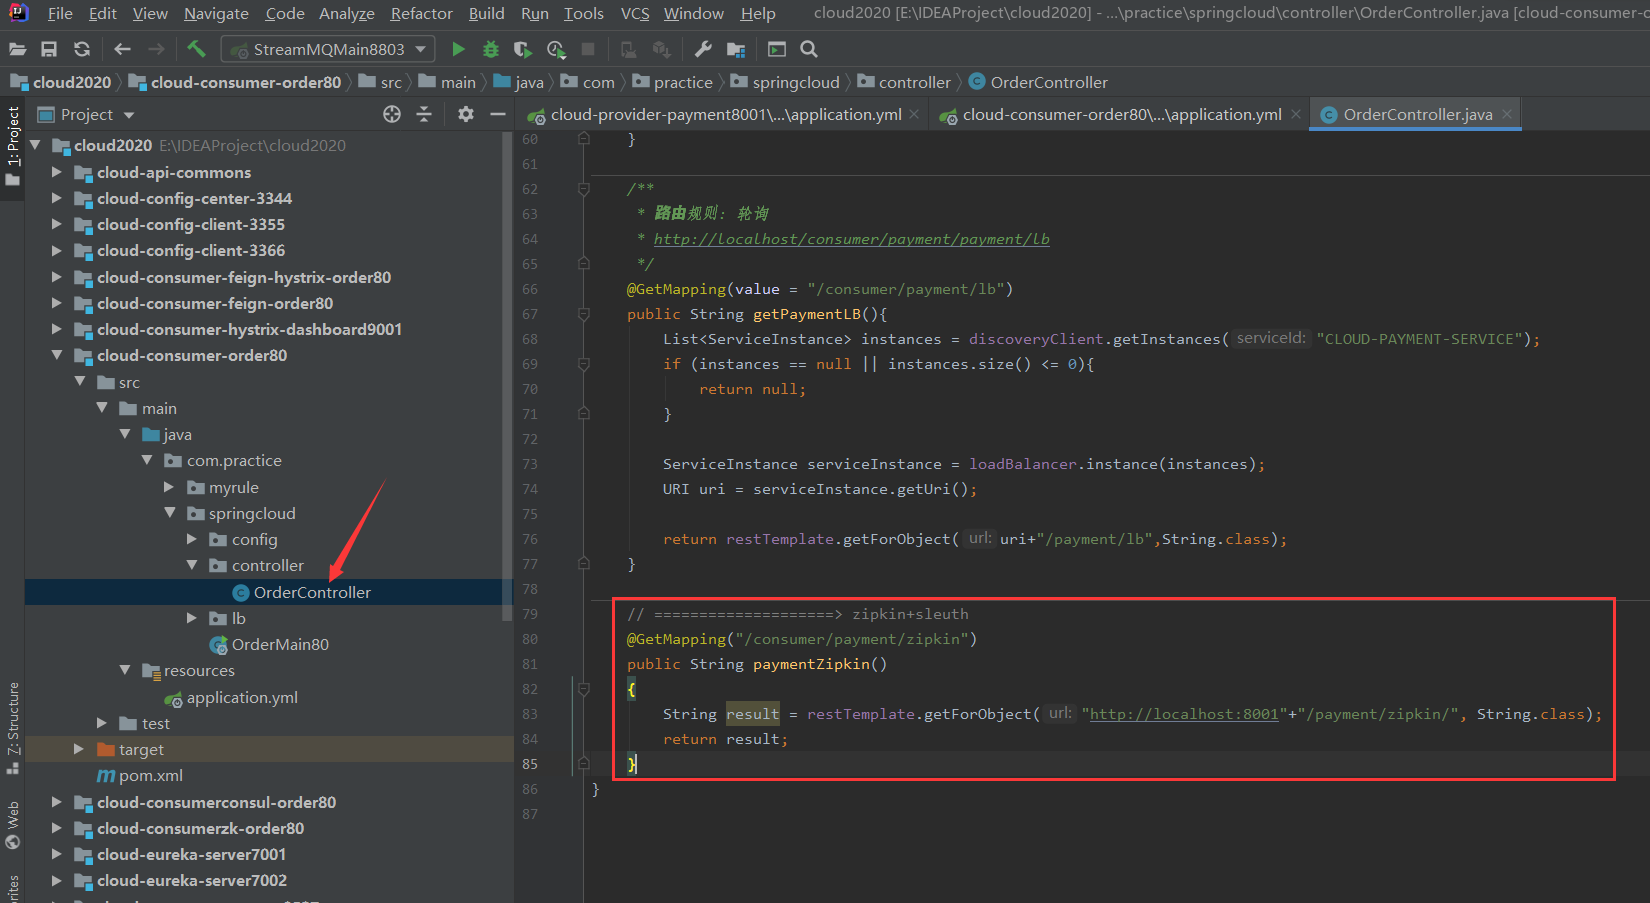 File Edit View Navigate Code Analyze Refactor Build Run Tools VCS Window Help cloud2020 [E:\IDEAProject\cloud2020] - ...\practice\springcloud\controller\OrderController.java [cloud-consumer-o
StreamMQMain8803
cloud2020 cloud-consumer-order80 src main java com practice springcloud controller OrderController
1: Project
Z: Structure
Web
Project
cloud2020 E:\IDEAProject\cloud2020
cloud-api-commons
cloud-config-center-3344
cloud-config-client-3355
cloud-config-client-3366
cloud-consumer-feign-hystrix-order80
cloud-consumer-feign-order80
cloud-consumer-hystrix-dashboard9001
cloud-consumer-order80
src
main
java
com.practice
myrule
springcloud
config
controller
OrderController
lb
OrderMain80
resources
application.yml
test
target
pom.xml
cloud-consumerconsul-order80
cloud-consumerzk-order80
cloud-eureka-server7001
cloud-eureka-server7002
cloud-provider-payment8001\...\application.yml cloud-consumer-order80\...\application.yml OrderController.java
60 }
61
62 /**
63 * 路由规则: 轮询
64 * http://localhost/consumer/payment/payment/lb
65 */
66 @GetMapping(value = "/consumer/payment/lb")
67 public String getPaymentLB(){
68 List<ServiceInstance> instances = discoveryClient.getInstances( serviceId: "CLOUD-PAYMENT-SERVICE");
69 if (instances == null || instances.size() <= 0){
70 return null;
71 }
72
73 ServiceInstance serviceInstance = loadBalancer.instance(instances);
74 URI uri = serviceInstance.getUri();
75
76 return restTemplate.getForObject( url: uri+"/payment/lb",String.class);
77 }
78
79 // ====================> zipkin+sleuth
80 @GetMapping("/consumer/payment/zipkin")
81 public String paymentZipkin()
82 {
83 String result = restTemplate.getForObject( url: "http://localhost:8001"+"/payment/zipkin/", String.class);
84 return result;
85 }
86 }
87